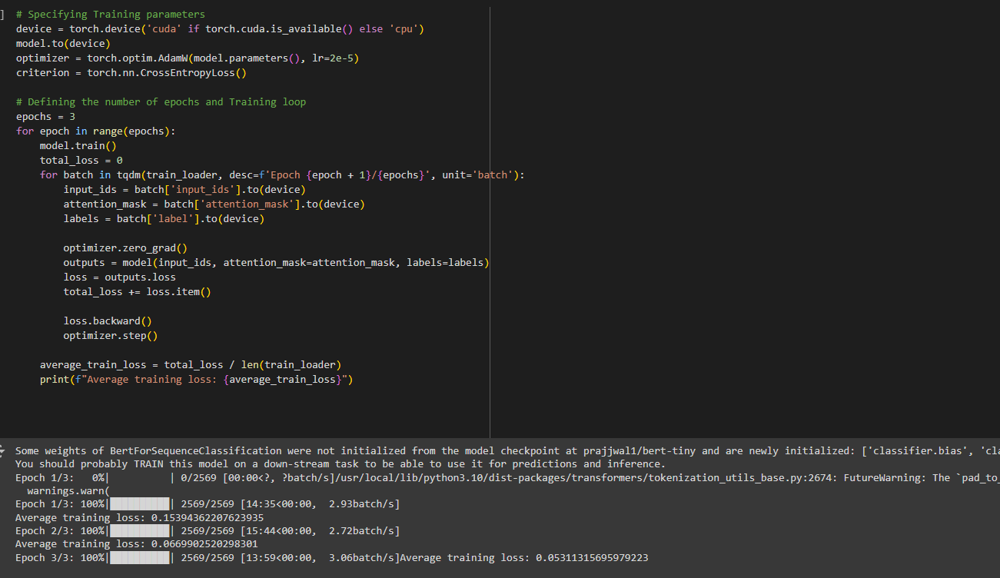 ]
# Specifying Training parameters
device = torch.device('cuda' if torch.cuda.is_available() else 'cpu')
model.to(device)
optimizer = torch.optim.AdamW(model.parameters(), lr=2e-5)
criterion = torch.nn.CrossEntropyLoss()

# Defining the number of epochs and Training loop
epochs = 3
for epoch in range(epochs):
    model.train()
    total_loss = 0
    for batch in tqdm(train_loader, desc=f'Epoch {epoch + 1}/{epochs}', unit='batch'):
        input_ids = batch['input_ids'].to(device)
        attention_mask = batch['attention_mask'].to(device)
        labels = batch['label'].to(device)

        optimizer.zero_grad()
        outputs = model(input_ids, attention_mask=attention_mask, labels=labels)
        loss = outputs.loss
        total_loss += loss.item()

        loss.backward()
        optimizer.step()

    average_train_loss = total_loss / len(train_loader)
    print(f"Average training loss: {average_train_loss}")

Some weights of BertForSequenceClassification were not initialized from the model checkpoint at prajjwal1/bert-tiny and are newly initialized: ['classifier.bias', 'cla
You should probably TRAIN this model on a down-stream task to be able to use it for predictions and inference.
Epoch 1/3:   0%|          | 0/2569 [00:00<?, ?batch/s]/usr/local/lib/python3.10/dist-packages/transformers/tokenization_utils_base.py:2674: FutureWarning: The `pad_to_
  warnings.warn(
Epoch 1/3: 100%|██████████| 2569/2569 [14:35<00:00,  2.93batch/s]
Average training loss: 0.15394362207623935
Epoch 2/3: 100%|██████████| 2569/2569 [15:44<00:00,  2.72batch/s]
Average training loss: 0.0669902520298301
Epoch 3/3: 100%|██████████| 2569/2569 [13:59<00:00,  3.06batch/s]Average training loss: 0.05311315695979223